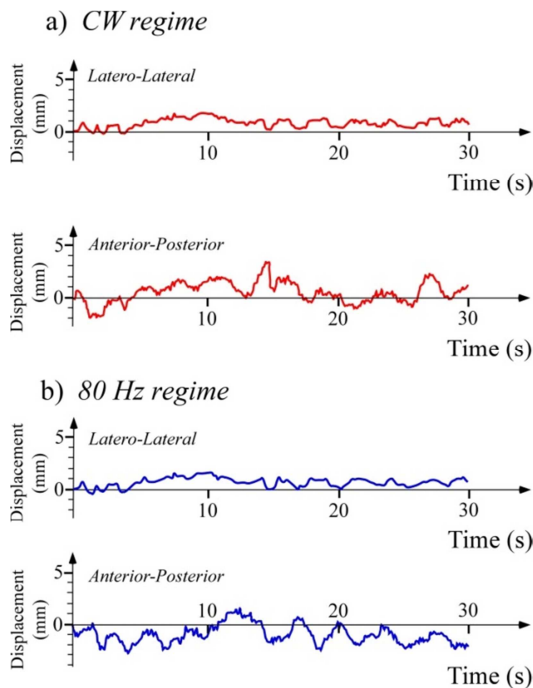 a) CW regime
Displacement
(mm)
5
0
Latero-Lateral
10
20
30
Time (s)
Displacement
(mm)
5
0
Anterior-Posterior
10
20
30
Time (s)
b) 80 Hz regime
Displacement
(mm)
5
0
Latero-Lateral
10
20
30
Time (s)
Displacement
(mm)
5
0
Anterior-Posterior
10
20
30
Time (s)